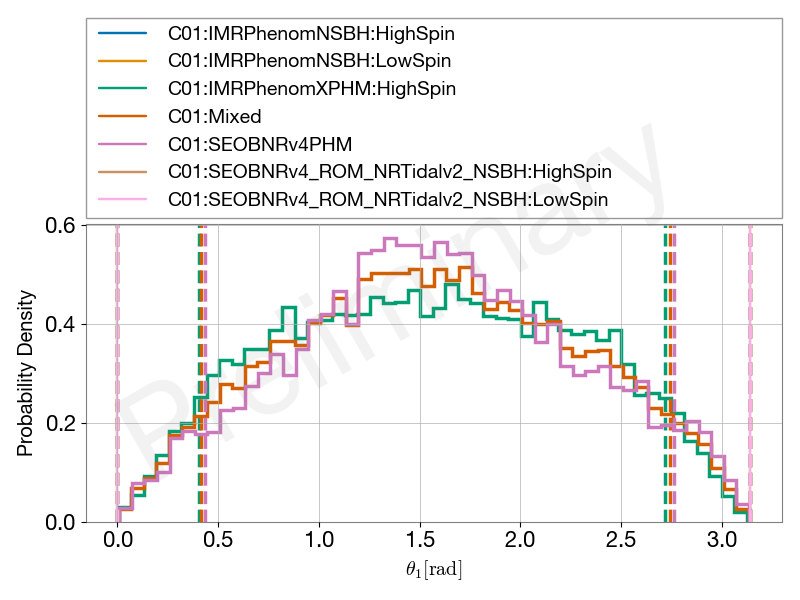 C01:IMRPhenomNSBH:HighSpin
C01:IMRPhenomNSBH:LowSpin
C01:IMRPhenomXPHM:HighSpin
C01:Mixed
C01:SEOBNRv4PHM
C01:SEOBNRv4_ROM_NRTidalv2_NSBH:HighSpin
C01:SEOBNRv4_ROM_NRTidalv2_NSBH:LowSpin
Preliminary
Probability Density
0.6
0.4
0.2
0.0
0.0 0.5 1.0 1.5 2.0 2.5 3.0
θ₁[rad]